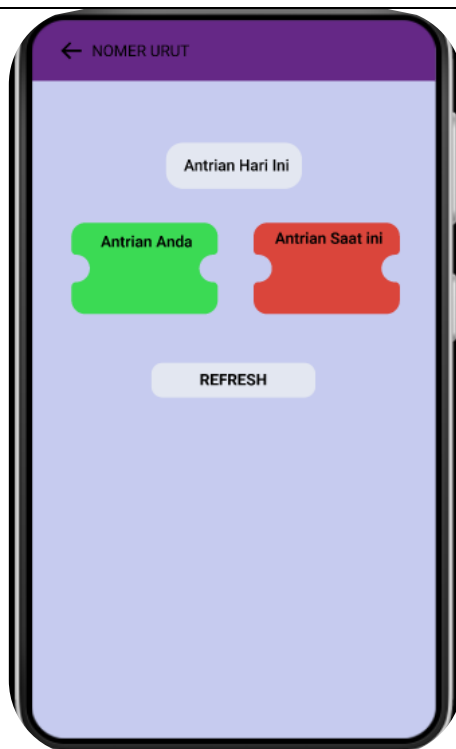 NOMER URUT
Antrian Hari Ini
Antrian Anda
Antrian Saat ini
REFRESH